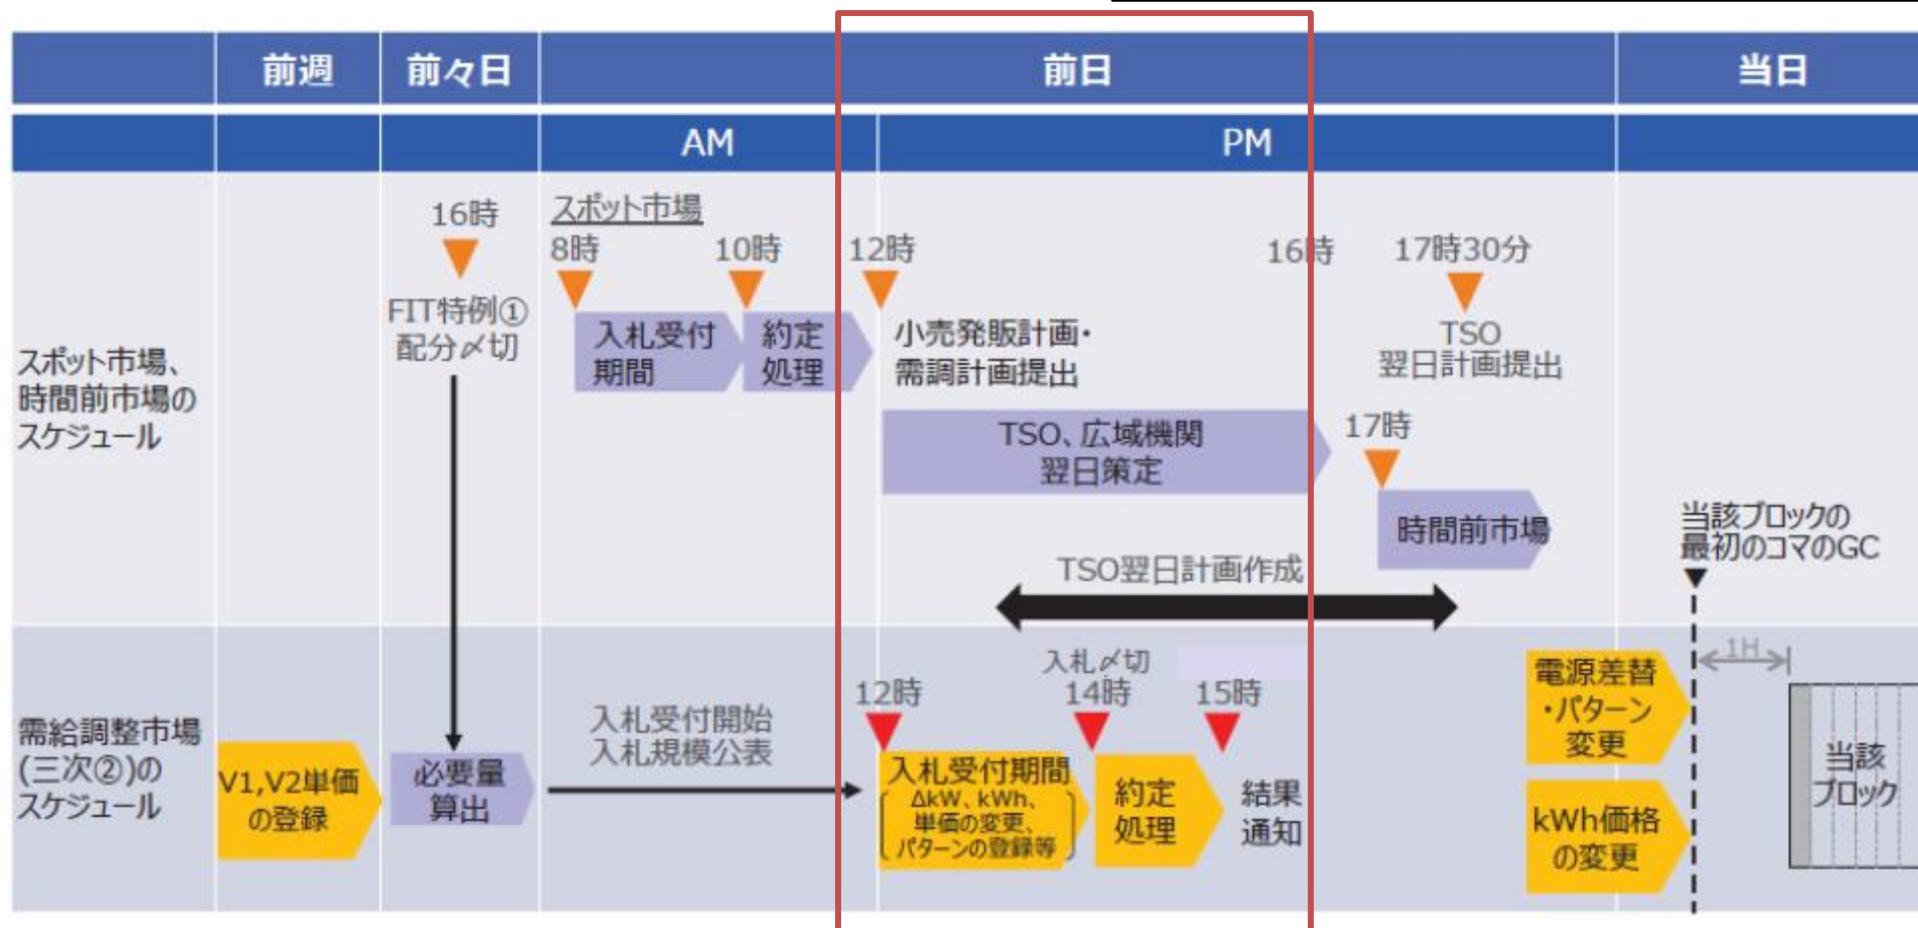 前週
前々日
前日
当日
AM
PM
スポット市場、
時間前市場の
スケジュール
16時
FIT特例①
配分〆切
スポット市場
8時
10時
12時
16時
17時30分
入札受付
期間
約定
処理
小売発販計画・
需調計画提出
TSO
翌日計画提出
TSO、広域機関
翌日策定
17時
時間前市場
TSO翌日計画作成
当該ブロックの
最初のコマのGC
需給調整市場
(三次②)の
スケジュール
V1,V2単価
の登録
必要量
算出
入札受付開始
入札規模公表
12時
入札〆切
14時
15時
入札受付期間
ΔkW、kWh、
単価の変更、
パターンの登録等
約定
処理
結果
通知
電源差替
・パターン
変更
kWh価格
の変更
1H
当該
ブロック